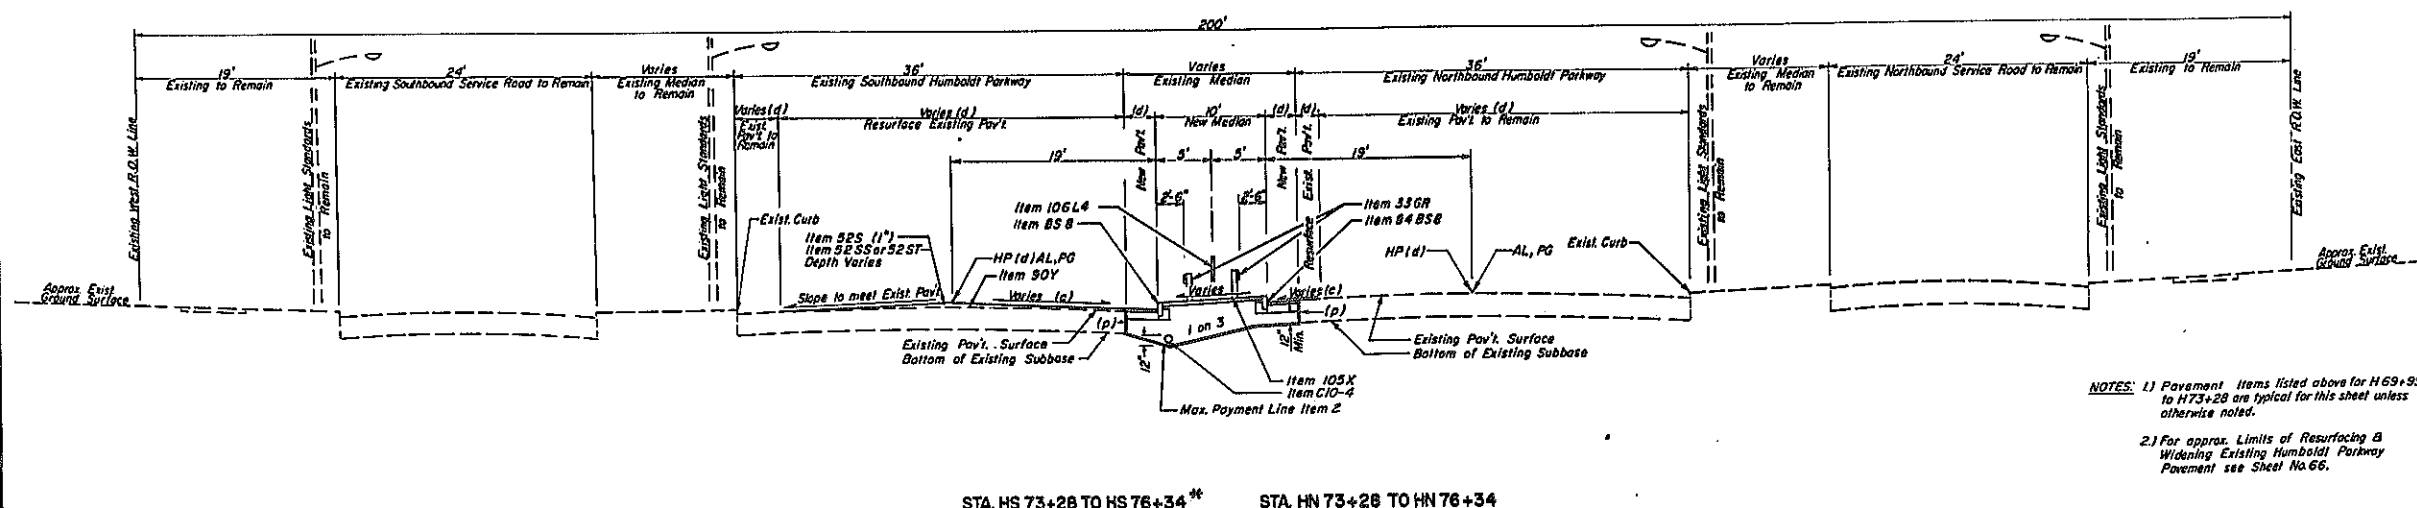 200'
19'
Existing to Remain
24'
Existing Southbound Service Road to Remain
Varies
Existing Median
to Remain
36'
Existing Southbound Humboldt Parkway
Varies
Existing Median
36'
Existing Northbound Humboldt Parkway
Varies
Existing Median
to Remain
24'
Existing Northbound Service Road to Remain
19'
Existing to Remain
Varies (d)
Exist.
Pav't. to
Remain
Varies (d)
Resurface Existing Pav't.
(d)
10'
New Median
(d)
(d)
Varies (d)
Existing Pav't. to Remain
Existing West R.O.W. Line
Existing Light Standards
to Remain
Existing Light Standards
to Remain
New Pav't.
New Pav't.
Resurface Exist. Pav't.
Existing Light Standards
to Remain
Existing Light Standards
to Remain
Existing East R.O.W. Line
19'
5'
5'
19'
2'-6"
2'-6"
Item 106L4
Item 8S8
Item 33GR
Item 84BS8
Exist. Curb
Item 52S (1")
Item 52SS or 52ST
Depth Varies
HP (d) AL, PG
Item 90Y
HP (d)
AL, PG
Exist. Curb
Approx. Exist.
Ground Surface
Approx. Exist.
Ground Surface
Slope to meet Exist. Pav't.
Varies (c)
Varies
Varies (c)
(p)
1 on 3
(p)
12"
12"
Min.
Existing Pav't. Surface
Bottom of Existing Subbase
Existing Pav't. Surface
Bottom of Existing Subbase
Item 105X
Item C10-4
Max. Payment Line Item 2
NOTES: 1.) Pavement Items listed above for H69+9
to H73+28 are typical for this sheet unless
otherwise noted.
2.) For approx. Limits of Resurfacing &
Widening Existing Humboldt Parkway
Pavement see Sheet No. 66.
STA. HS 73+28 TO HS 76+34 * STA. HN 73+28 TO HN 76+34